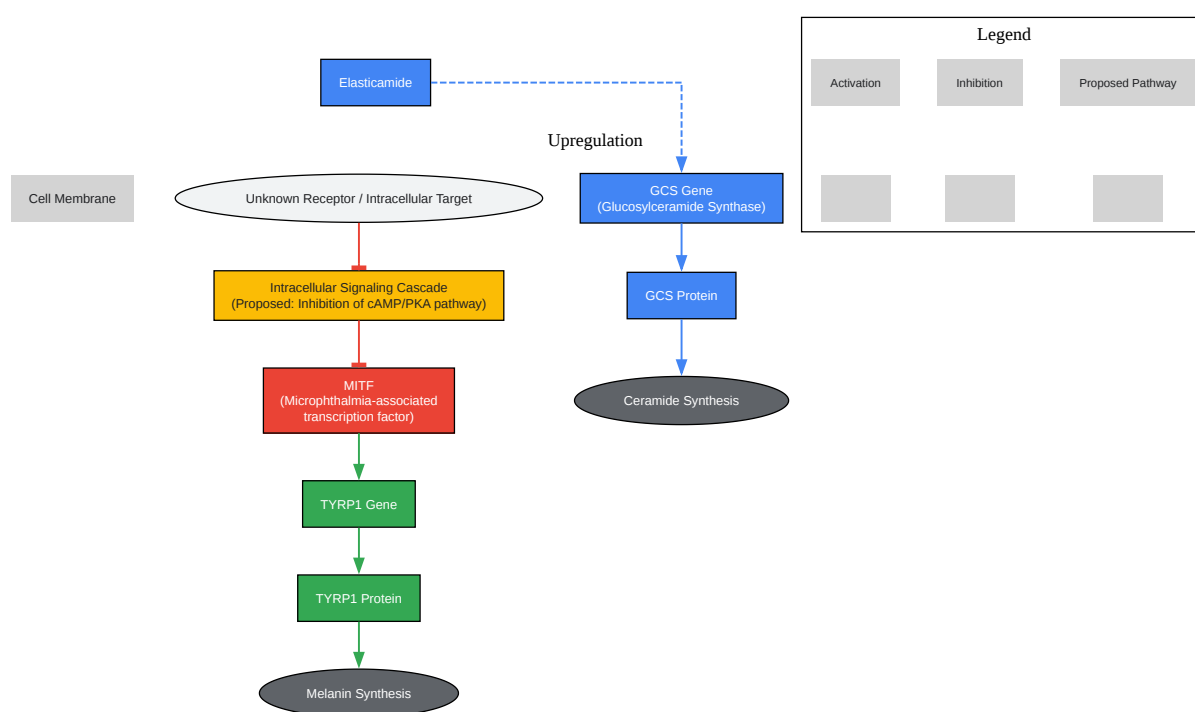 Legend
Elasticamide
Activation
Inhibition
Proposed Pathway
Upregulation
Cell Membrane
Unknown Receptor / Intracellular Target
GCS Gene
(Glucosylceramide Synthase)
Intracellular Signaling Cascade
(Proposed: Inhibition of cAMP/PKA pathway)
GCS Protein
MITF
(Microphthalmia-associated
transcription factor)
Ceramide Synthesis
TYRP1 Gene
TYRP1 Protein
Melanin Synthesis